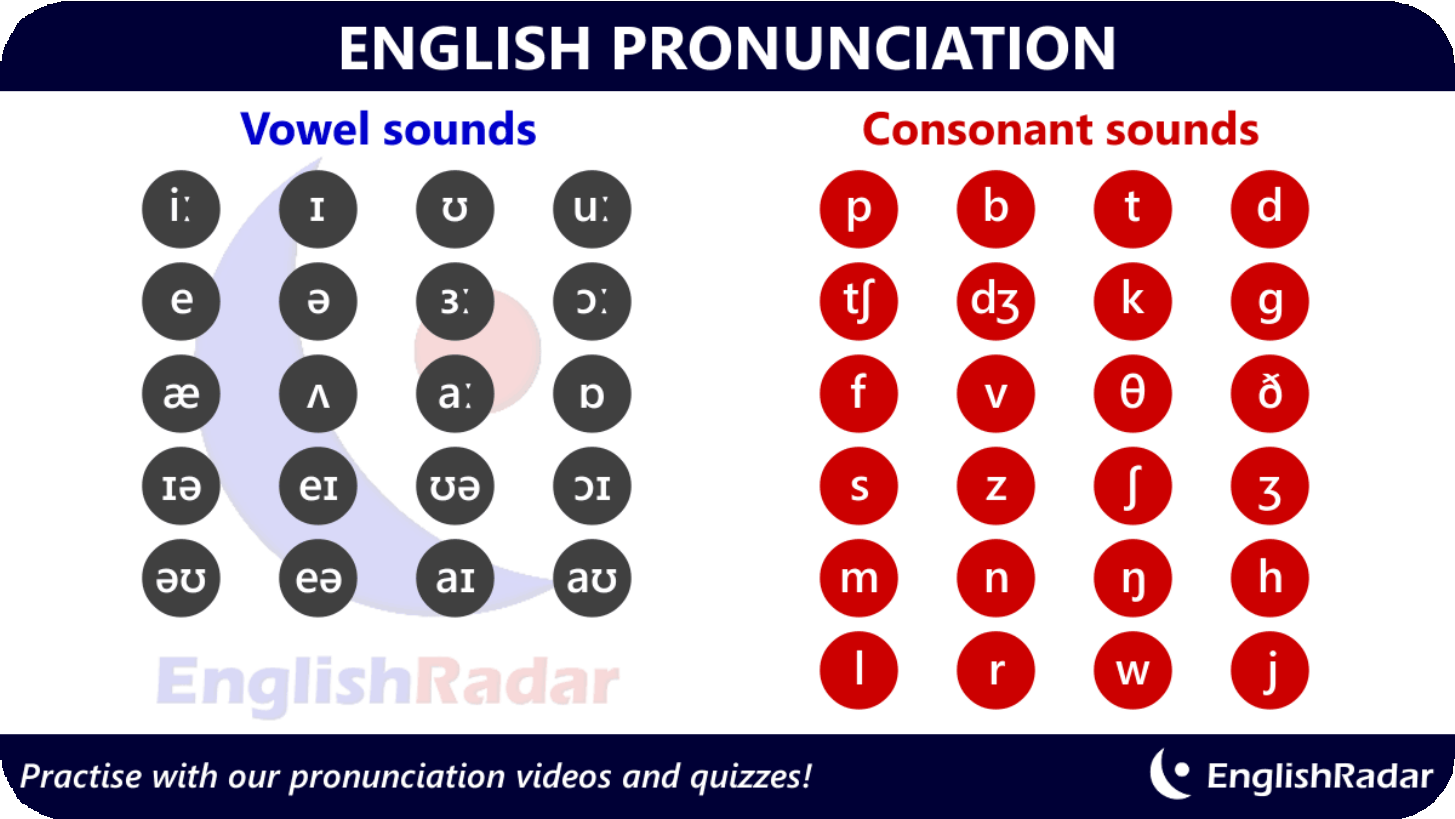 ENGLISH PRONUNCIATION
Vowel sounds
iː ɪ ʊ uː
e ə ɜː ɔː
æ ʌ aː ɒ
ɪə eɪ ʊə ɔɪ
əʊ eə aɪ aʊ
EnglishRadar
Consonant sounds
p b t d
tʃ dʒ k g
f v θ ð
s z ʃ ʒ
m n ŋ h
l r w j
Practise with our pronunciation videos and quizzes!
EnglishRadar